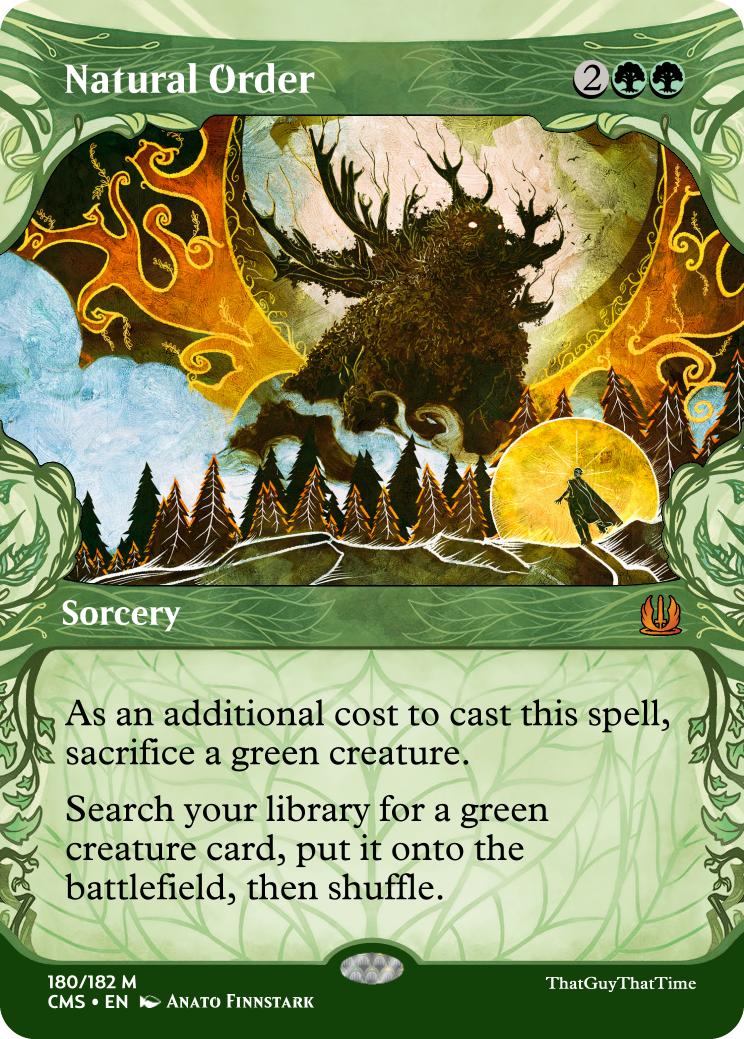 Natural Order 2
Sorcery
As an additional cost to cast this spell,
sacrifice a green creature.
Search your library for a green
creature card, put it onto the
battlefield, then shuffle.
180/182 M
ThatGuyThatTime
CMS • EN Anato Finnstark